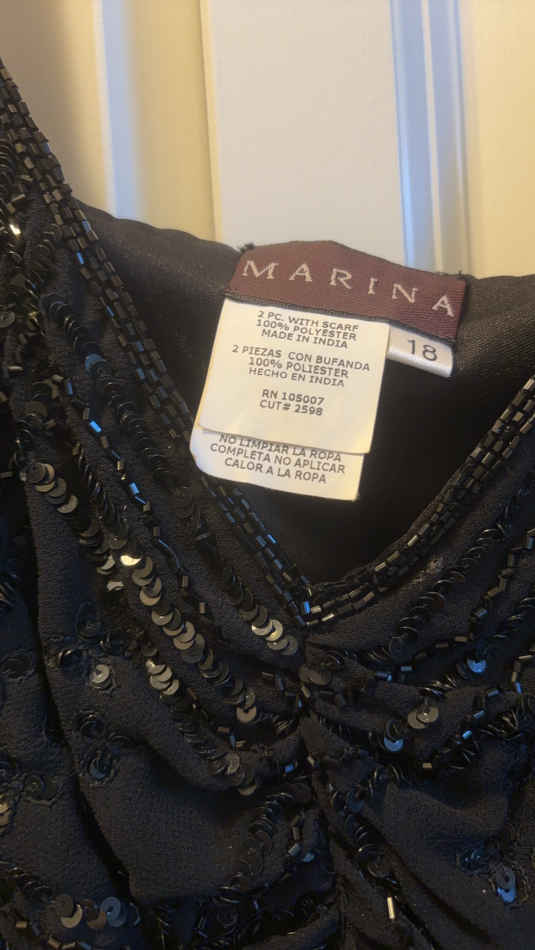 MARINA
18
2 PC. WITH SCARF
100% POLYESTER
MADE IN INDIA
2 PIEZAS CON BUFANDA
100% POLIESTER
HECHO EN INDIA
RN 105007
CUT# 2598
NO LIMPIAR LA ROPA
COMPLETA NO APLICAR
CALOR A LA ROPA